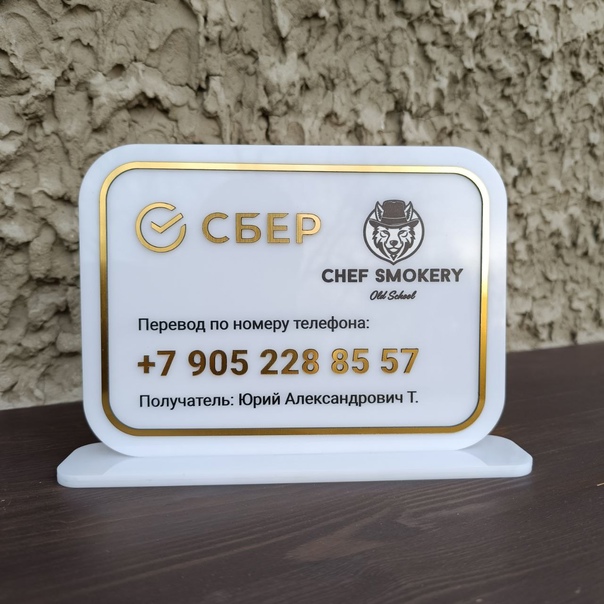 СБЕР
CHEF SMOKERY
Old School
Перевод по номеру телефона:
+7 905 228 85 57
Получатель: Юрий Александрович Т.